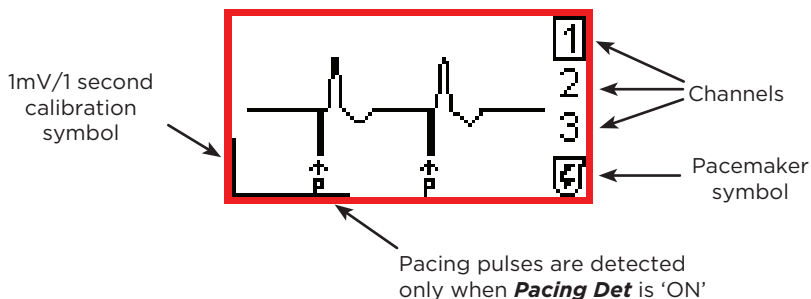 1mV/1 second
calibration
symbol
1
2
3
Channels
P
P
Pacemaker
symbol
Pacing pulses are detected
only when Pacing Det is ‘ON’